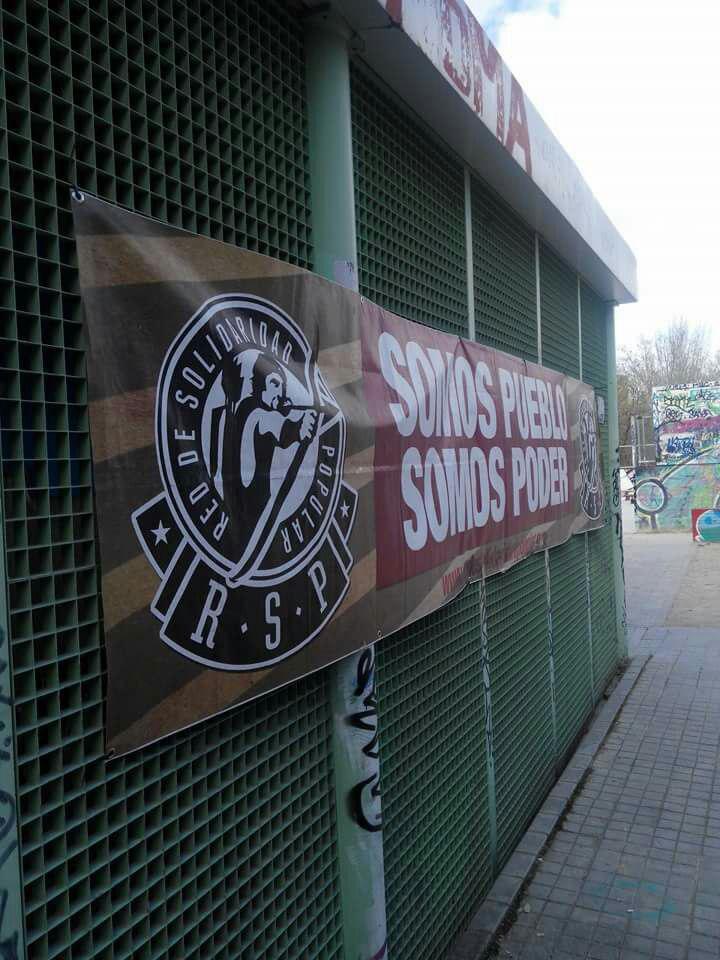 RED DE SOLIDARIDAD
POPULAR
R·S·P
SOMOS PUEBLO
SOMOS PODER